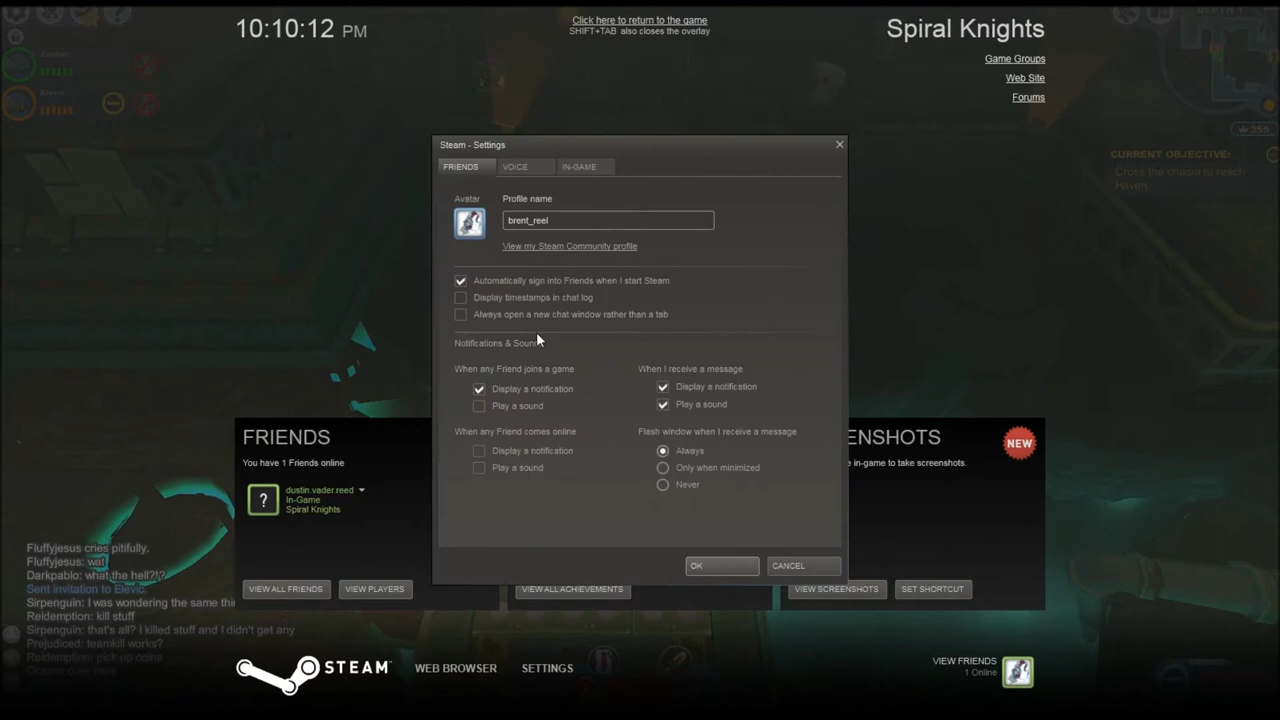 10:10:12 PM
Click here to return to the game
SHIFT+TAB also closes the overlay
Spiral Knights
Game Groups
Web Site
Forums
355
CURRENT OBJECTIVE:
Cross the chasm to reach
Haven.
Steam - Settings
FRIENDS
VOICE
IN-GAME
Avatar
Profile name
brent_reel
View my Steam Community profile
Automatically sign into Friends when I start Steam
Display timestamps in chat log
Always open a new chat window rather than a tab
Notifications & Soun
When any Friend joins a game
Display a notification
Play a sound
When I receive a message
Display a notification
Play a sound
When any Friend comes online
Display a notification
Play a sound
Flash window when I receive a message
Always
Only when minimized
Never
OK
CANCEL
FRIENDS
You have 1 Friends online
?
dustin.vader.reed
In-Game
Spiral Knights
VIEW ALL FRIENDS
VIEW PLAYERS
VIEW ALL ACHIEVEMENTS
ENSHOTS
NEW
e in-game to take screenshots.
VIEW SCREENSHOTS
SET SHORTCUT
Fluffyjesus cries pitifully.
Fluffyjesus: wat
Darkpablo: what the hell?!?
Sent invitation to Elevic.
Sirpenguin: I was wondering the same thi
Reidemption: kill stuff
Sirpenguin: that's all? I killed stuff and I didn't get any
Prejudiced: teamkill works?
Reidemption: pick up coins
STEAM
WEB BROWSER
SETTINGS
VIEW FRIENDS
1 Online